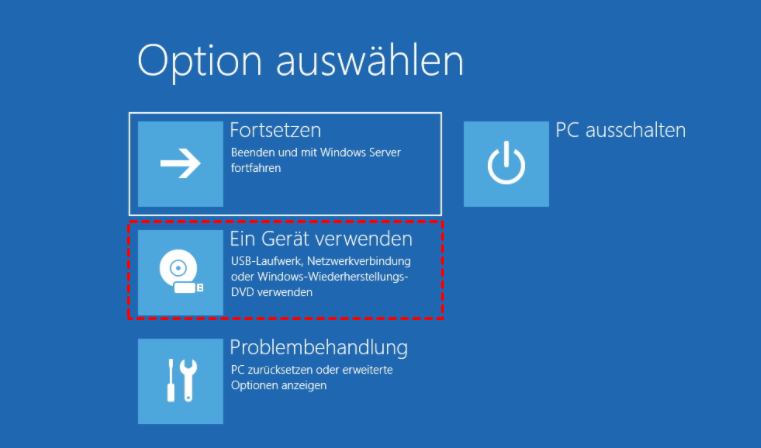 Option auswählen
Fortsetzen
Beenden und mit Windows Server
fortfahren
PC ausschalten
Ein Gerät verwenden
USB-Laufwerk, Netzwerkverbindung
oder Windows-Wiederherstellungs-
DVD verwenden
Problembehandlung
PC zurücksetzen oder erweiterte
Optionen anzeigen